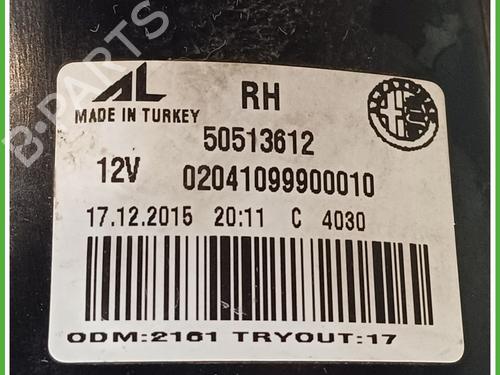 B-PARTS
AL
RH
MADE IN TURKEY
50513612
12V 02041099900010
17.12.2015 20:11 C 4030
ODM:2161 TRYOUT:17